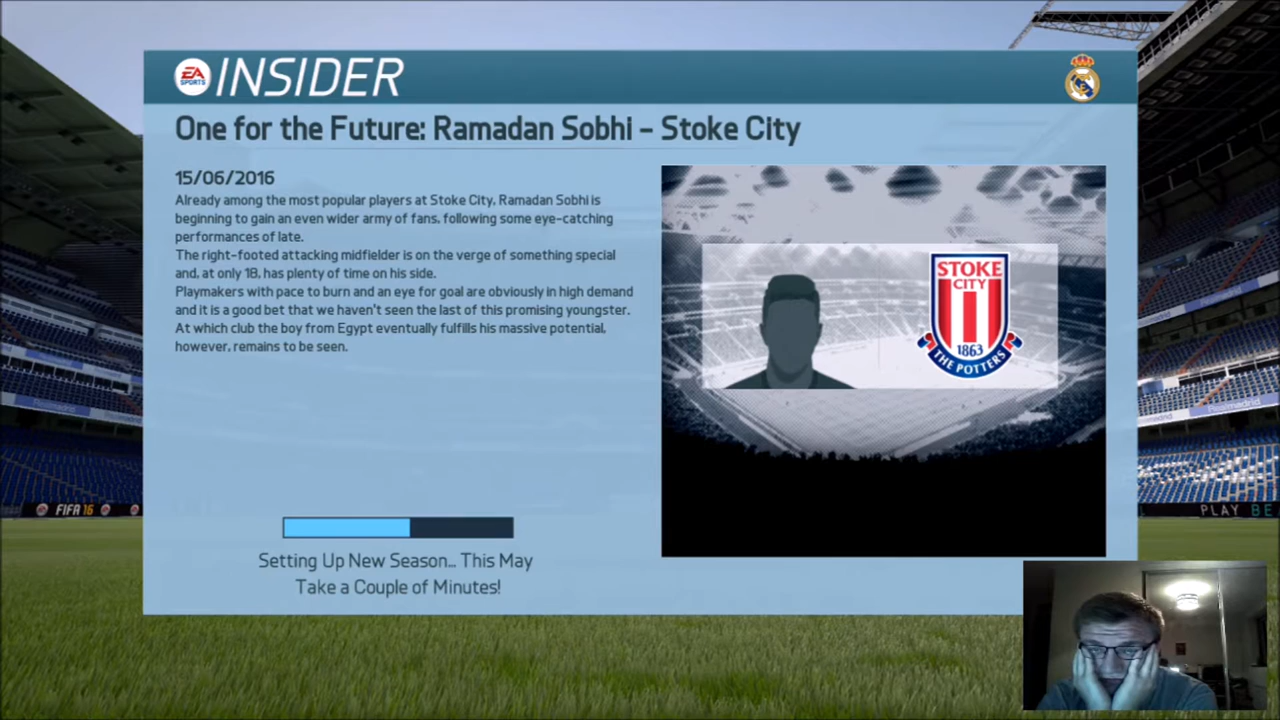 EA SPORTS INSIDER
One for the Future: Ramadan Sobhi - Stoke City
15/06/2016
Already among the most popular players at Stoke City, Ramadan Sobhi is
beginning to gain an even wider army of fans, following some eye-catching
performances of late.
The right-footed attacking midfielder is on the verge of something special
and, at only 18, has plenty of time on his side.
Playmakers with pace to burn and an eye for goal are obviously in high demand
and it is a good bet that we haven't seen the last of this promising youngster.
At which club the boy from Egypt eventually fulfills his massive potential,
however, remains to be seen.
STOKE
CITY
1863
THE POTTERS
Setting Up New Season... This May
Take a Couple of Minutes!
FIFA 16
PLAY BE
Realmadrid